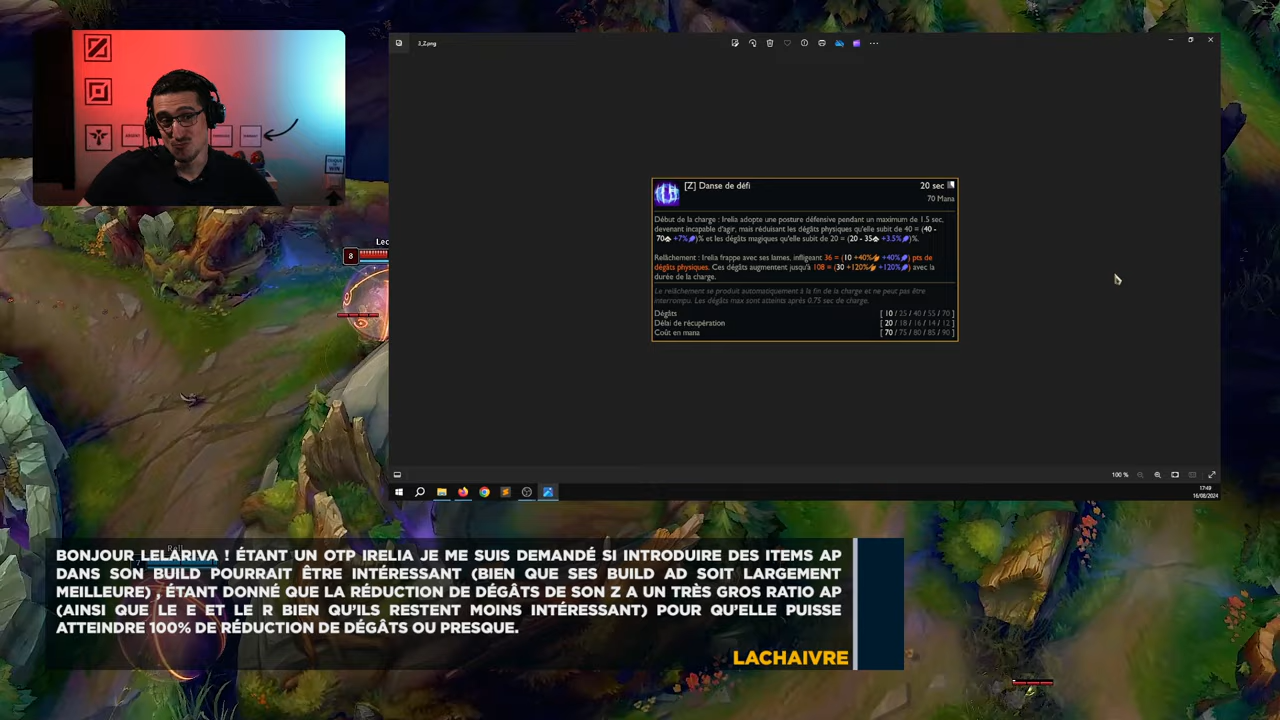 3_Z.png
[Z] Danse de défi
20 sec
70 Mana
Début de la charge : Irelia adopte une posture défensive pendant un maximum de 1.5 sec,
devenant incapable d'agir, mais réduisant les dégâts physiques qu'elle subit de 40 = (40 -
70 +7%)% et les dégâts magiques qu'elle subit de 20 = (20 - 35 +3.5%)%.
Relâchement : Irelia frappe avec ses lames, infligeant 36 = (10 +40% +40%) pts de
dégâts physiques. Ces dégâts augmentent jusqu'à 108 = (30 +120% +120%) avec la
durée de la charge.
Le relâchement se produit automatiquement à la fin de la charge et ne peut pas être
interrompu. Les dégâts max sont atteints après 0.75 sec de charge.
Dégâts [ 10 / 25 / 40 / 55 / 70 ]
Délai de récupération [ 20 / 18 / 16 / 14 / 12 ]
Coût en mana [ 70 / 75 / 80 / 85 / 90 ]
Lec
8
100 %
17:49
16/08/2024
BONJOUR LELARIVA ! ÉTANT UN OTP IRELIA JE ME SUIS DEMANDÉ SI INTRODUIRE DES ITEMS AP
DANS SON BUILD POURRAIT ÊTRE INTÉRESSANT (BIEN QUE SES BUILD AD SOIT LARGEMENT
MEILLEURE) , ÉTANT DONNÉ QUE LA RÉDUCTION DE DÉGÂTS DE SON Z A UN TRÈS GROS RATIO AP
(AINSI QUE LE E ET LE R BIEN QU'ILS RESTENT MOINS INTÉRESSANT) POUR QU'ELLE PUISSE
ATTEINDRE 100% DE RÉDUCTION DE DÉGÂTS OU PRESQUE.
LACHAIVRE